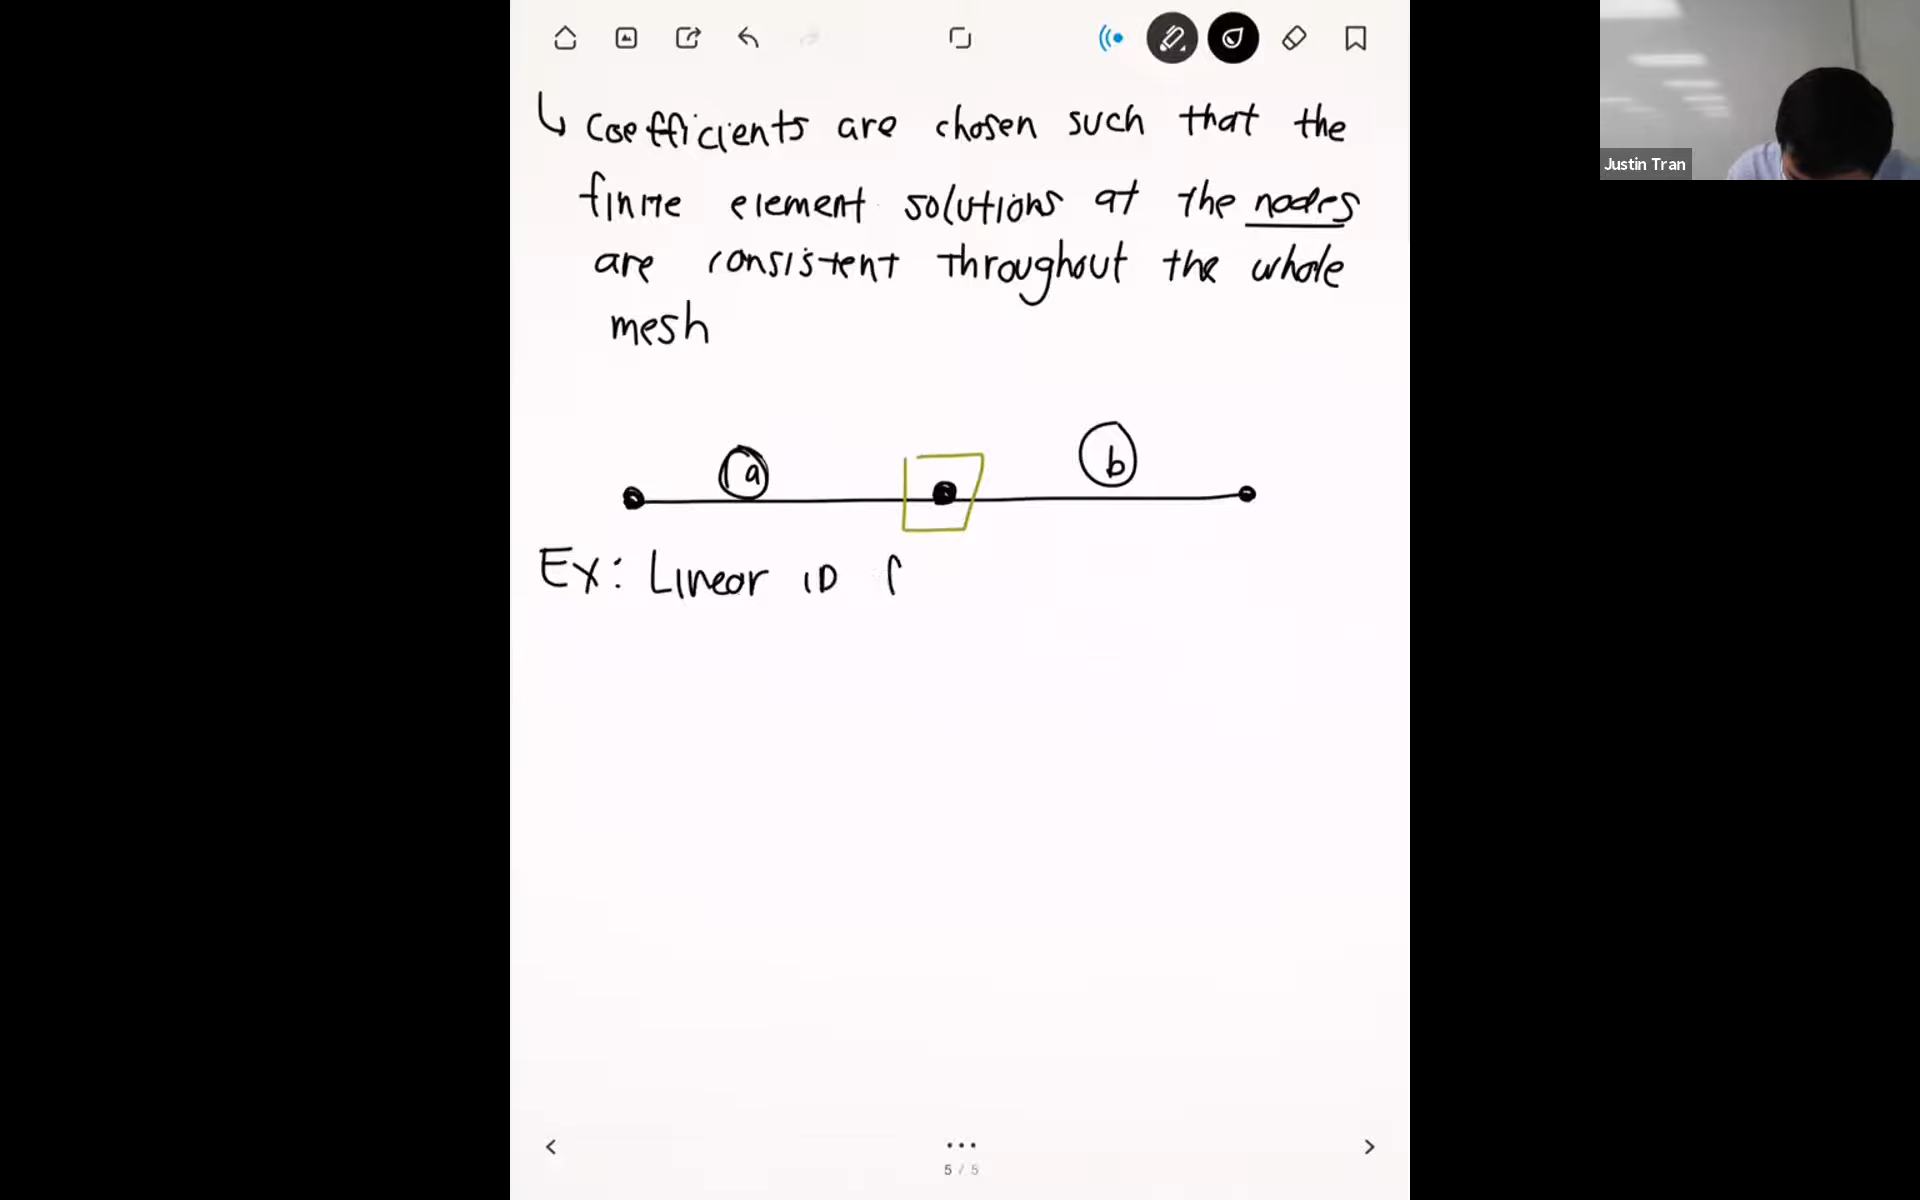 ↳ Coefficients are chosen such that the
finite element solutions at the nodes
are consistent throughout the whole
mesh
a
b
Ex: Linear 1D
5 / 5
Justin Tran